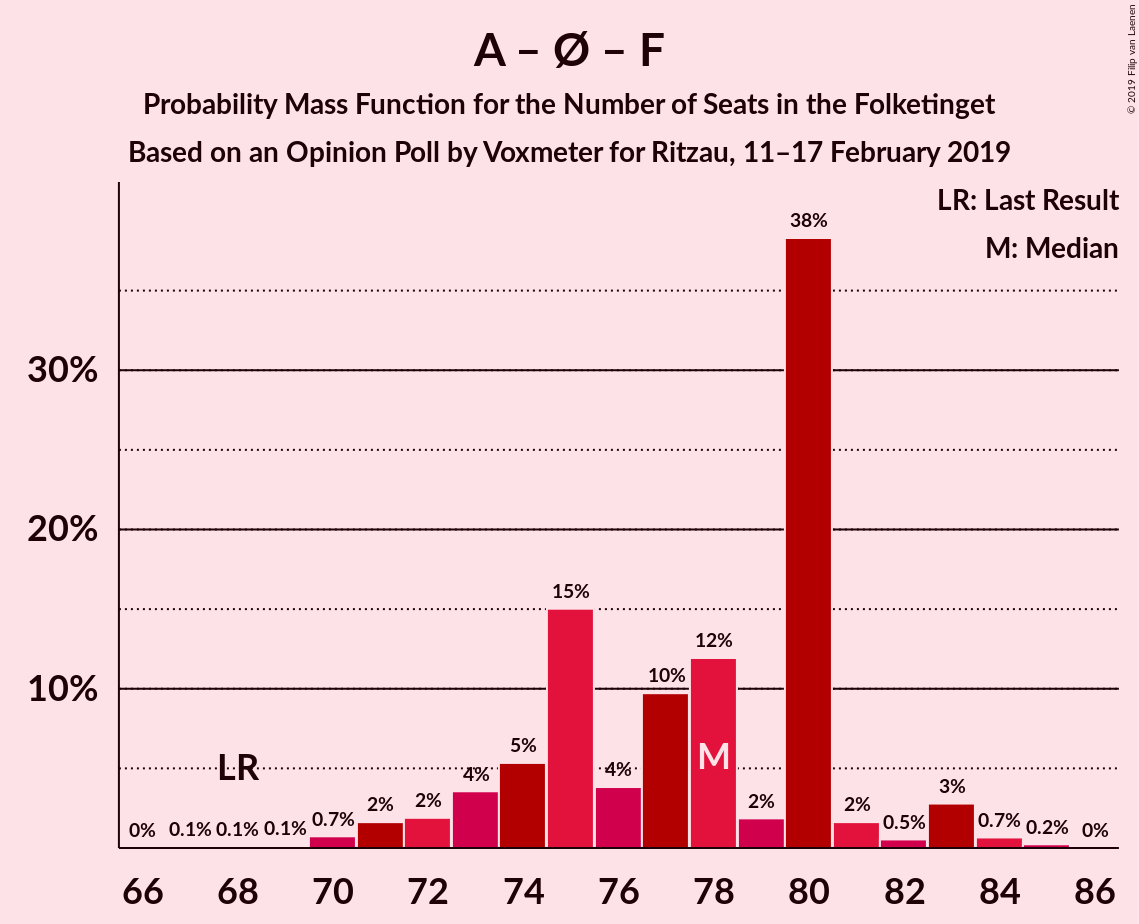 A – Ø – F
Probability Mass Function for the Number of Seats in the Folketinget
Based on an Opinion Poll by Voxmeter for Ritzau, 11–17 February 2019
© 2019 Filip van Laenen
LR: Last Result
M: Median
38%
30%
20%
15%
12%
10%
10%
5%
4%
4%
3%
2%
2%
2%
2%
0.7%
0.7%
0.5%
0.2%
0.1%
0.1%
0.1%
0%
0%
LR
M
66 68 70 72 74 76 78 80 82 84 86